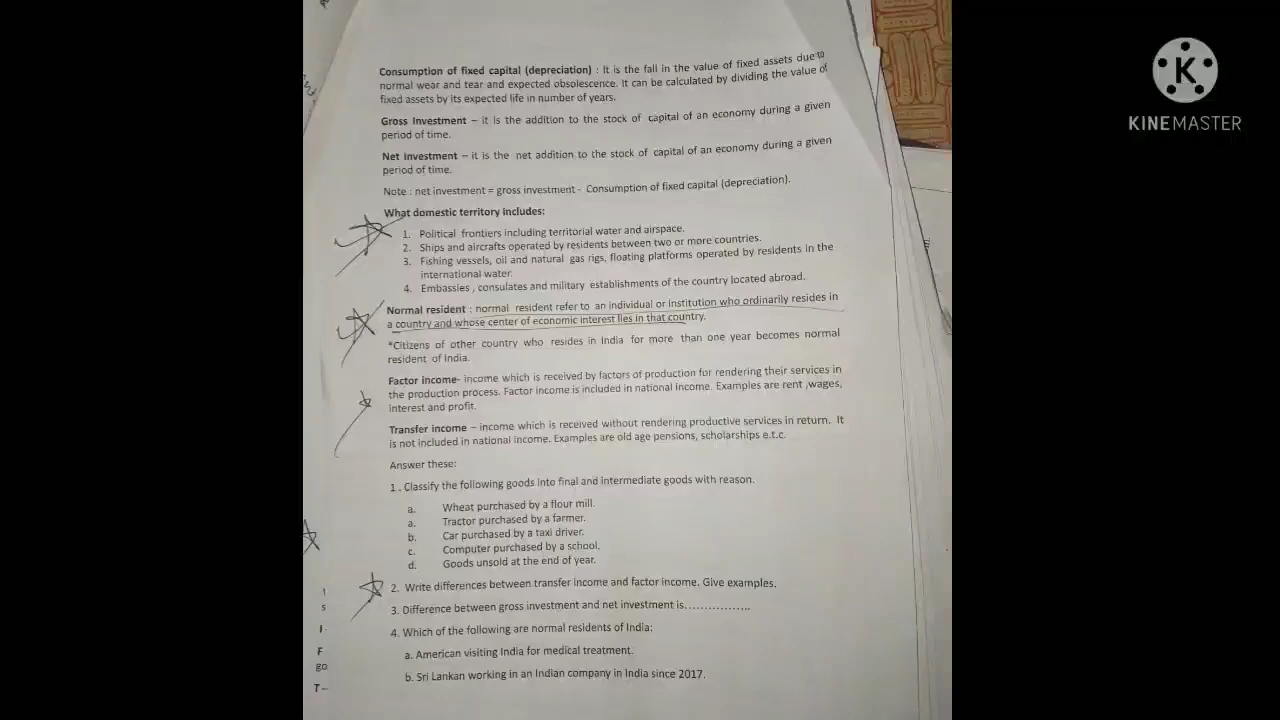 Consumption of fixed capital (depreciation) : It is the fall in the value of fixed assets due to
normal wear and tear and expected obsolescence. It can be calculated by dividing the value of
fixed assets by its expected life in number of years.
Gross Investment – it is the addition to the stock of capital of an economy during a given
period of time.
Net Investment – it is the net addition to the stock of capital of an economy during a given
period of time.
Note : net investment = gross investment - Consumption of fixed capital (depreciation).
What domestic territory includes:
1. Political frontiers including territorial water and airspace.
2. Ships and aircrafts operated by residents between two or more countries.
3. Fishing vessels, oil and natural gas rigs, floating platforms operated by residents in the
international water.
4. Embassies , consulates and military establishments of the country located abroad.
Normal resident : normal resident refer to an individual or institution who ordinarily resides in
a country and whose center of economic interest lies in that country.
*Citizens of other country who resides in India for more than one year becomes normal
resident of India.
Factor income- income which is received by factors of production for rendering their services in
the production process. Factor income is included in national income. Examples are rent ,wages,
interest and profit.
Transfer income – income which is received without rendering productive services in return. It
is not included in national income. Examples are old age pensions, scholarships e.t.c.
Answer these:
1 . Classify the following goods into final and intermediate goods with reason.
a. Wheat purchased by a flour mill.
a. Tractor purchased by a farmer.
b. Car purchased by a taxi driver.
c. Computer purchased by a school.
d. Goods unsold at the end of year.
2. Write differences between transfer income and factor income. Give examples.
3. Difference between gross investment and net investment is.................
4. Which of the following are normal residents of India:
a. American visiting India for medical treatment.
b. Sri Lankan working in an Indian company in India since 2017.
F
go
T –
K
KINEMASTER